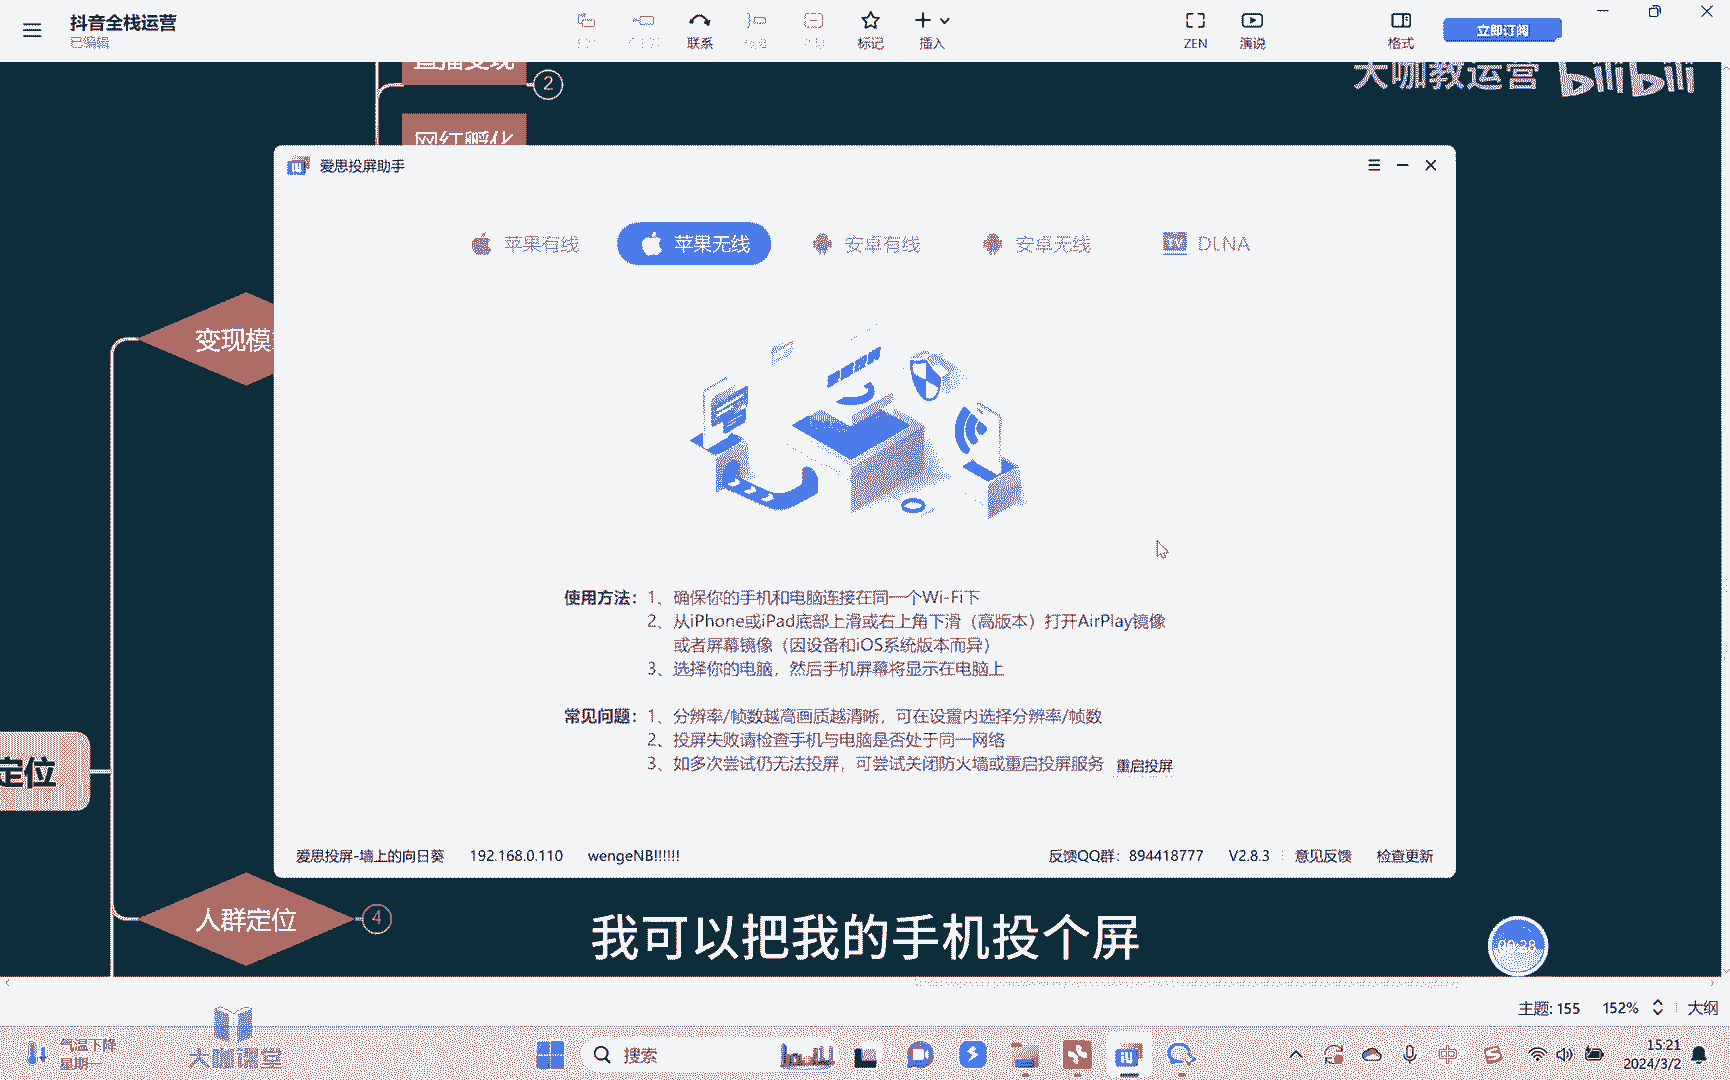 抖音全栈运营
已编辑
联系
标记
插入
ZEN
演说
格式
立即订阅
直播变现
2
网红孵化
大咖教运营 bilibili
爱思投屏助手
苹果有线
苹果无线
安卓有线
安卓无线
DLNA
变现模
使用方法：1、确保你的手机和电脑连接在同一个Wi-Fi下
2、从iPhone或iPad底部上滑或右上角下滑（高版本）打开AirPlay镜像
或者屏幕镜像（因设备和iOS系统版本而异）
3、选择你的电脑，然后手机屏幕将显示在电脑上
常见问题：1、分辨率/帧数越高画质越清晰，可在设置内选择分辨率/帧数
2、投屏失败请检查手机与电脑是否处于同一网络
3、如多次尝试仍无法投屏，可尝试关闭防火墙或重启投屏服务 重启投屏
定位
爱思投屏-墙上的向日葵 192.168.0.110 wengeNB!!!!!! 反馈QQ群：894418777 V2.8.3 意见反馈 检查更新
人群定位
4
我可以把我的手机投个屏
00:28
主题: 155 152% 大纲
气温下降
星期一
大咖课堂
搜索
中
15:21
2024/3/2